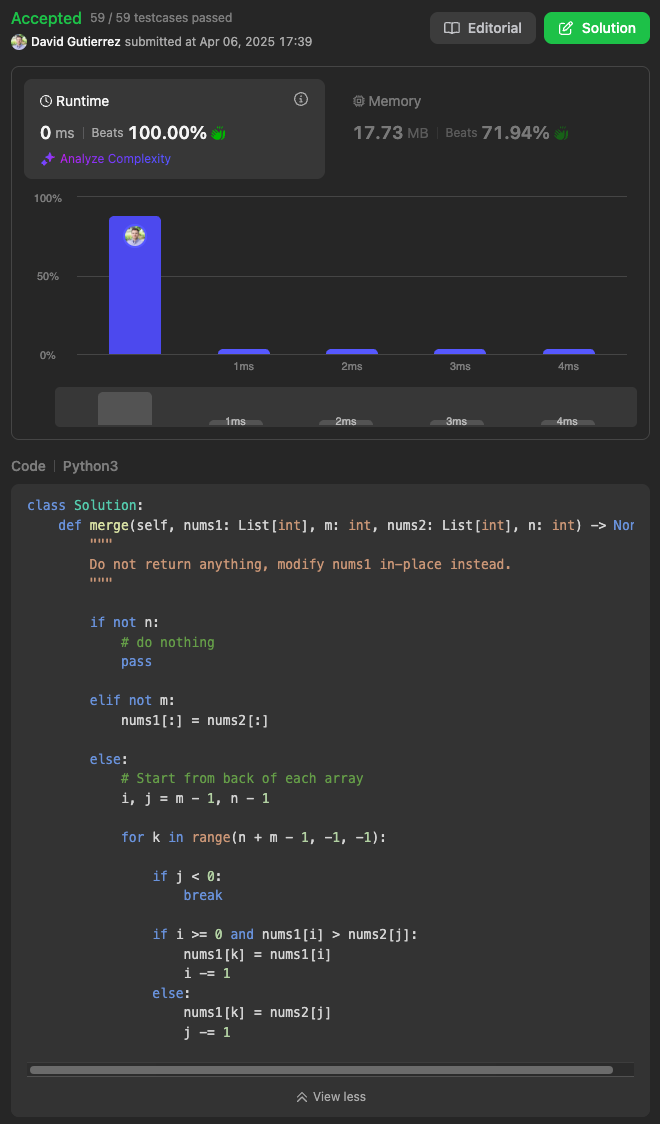 Accepted 59 / 59 testcases passed
David Gutierrez submitted at Apr 06, 2025 17:39
Editorial
Solution
Runtime
0 ms | Beats 100.00%
Analyze Complexity
Memory
17.73 MB | Beats 71.94%
100%
50%
0%
1ms 2ms 3ms 4ms
1ms 2ms 3ms 4ms
Code | Python3
class Solution:
    def merge(self, nums1: List[int], m: int, nums2: List[int], n: int) -> Non
        """
        Do not return anything, modify nums1 in-place instead.
        """
        if not n:
            # do nothing
            pass
        elif not m:
            nums1[:] = nums2[:]
        else:
            # Start from back of each array
            i, j = m - 1, n - 1
            for k in range(n + m - 1, -1, -1):
                if j < 0:
                    break
                if i >= 0 and nums1[i] > nums2[j]:
                    nums1[k] = nums1[i]
                    i -= 1
                else:
                    nums1[k] = nums2[j]
                    j -= 1
View less